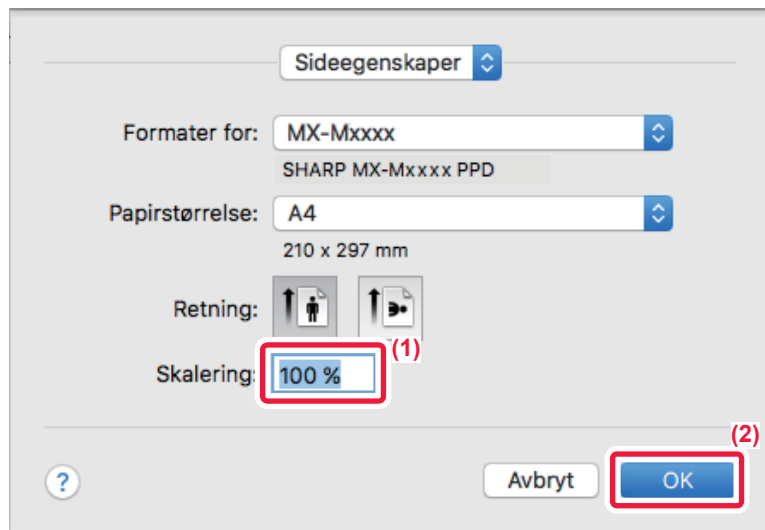 Sideegenskaper
Formater for: MX-Mxxxx
SHARP MX-Mxxxx PPD
Papirstørrelse: A4
210 x 297 mm
Retning:
(1)
Skalering: 100 %
(2)
? Avbryt OK